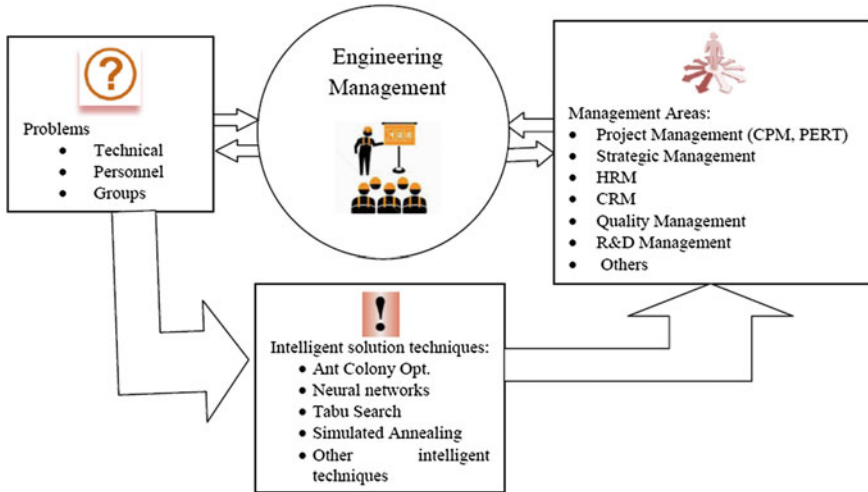 Engineering
Management
Problems
• Technical
• Personnel
• Groups
Management Areas:
• Project Management (CPM, PERT)
• Strategic Management
• HRM
• CRM
• Quality Management
• R&D Management
• Others
Intelligent solution techniques:
• Ant Colony Opt.
• Neural networks
• Tabu Search
• Simulated Annealing
• Other intelligent
techniques